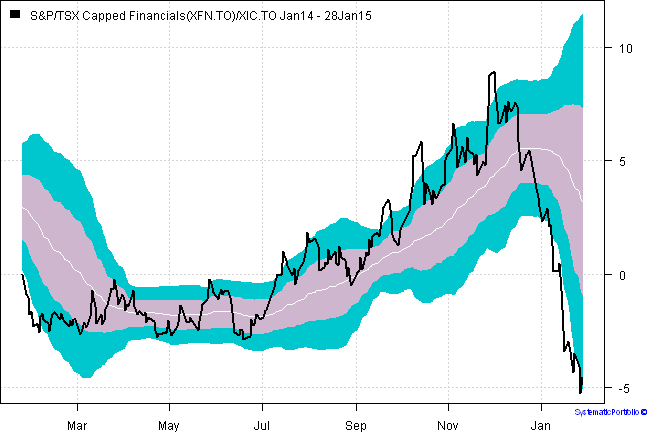 S&P/TSX Capped Financials(XFN.TO)/XIC.TO Jan14 - 28Jan15
10
5
0
-5
Mar May Jul Sep Nov Jan
SystematicPortfolio ©